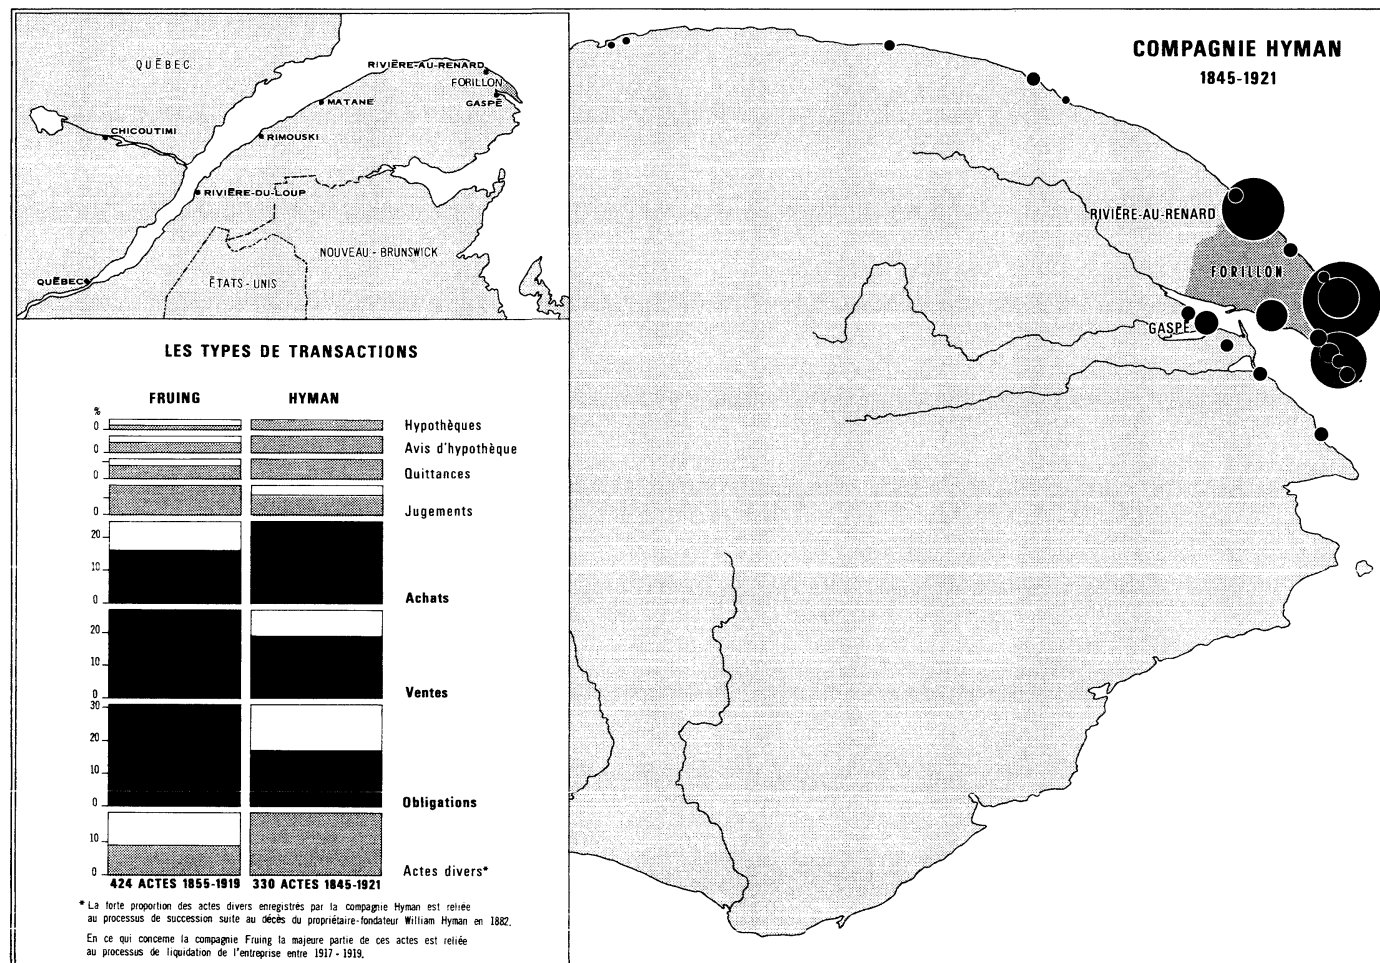 COMPAGNIE HYMAN
1845-1921
QUÉBEC
RIVIÈRE-AU-RENARD
FORILLON
GASPÉ
MATANE
CHICOUTIMI
RIMOUSKI
RIVIÈRE-DU-LOUP
NOUVEAU-BRUNSWICK
ÉTATS-UNIS
QUÉBEC
RIVIÈRE-AU-RENARD
FORILLON
GASPÉ
LES TYPES DE TRANSACTIONS
FRUING HYMAN
%
0 Hypothèques
0 Avis d'hypothèque
0 Quittances
0 Jugements
20
10
0 Achats
20
10
0 Ventes
30
20
10
0 Obligations
10
0 Actes divers*
424 ACTES 1855-1919 330 ACTES 1845-1921
* La forte proportion des actes divers enregistrés par la compagnie Hyman est reliée
au processus de succession suite au décès du propriétaire-fondateur William Hyman en 1882.
En ce qui concerne la compagnie Fruing la majeure partie de ces actes est reliée
au processus de liquidation de l'entreprise entre 1917-1919.